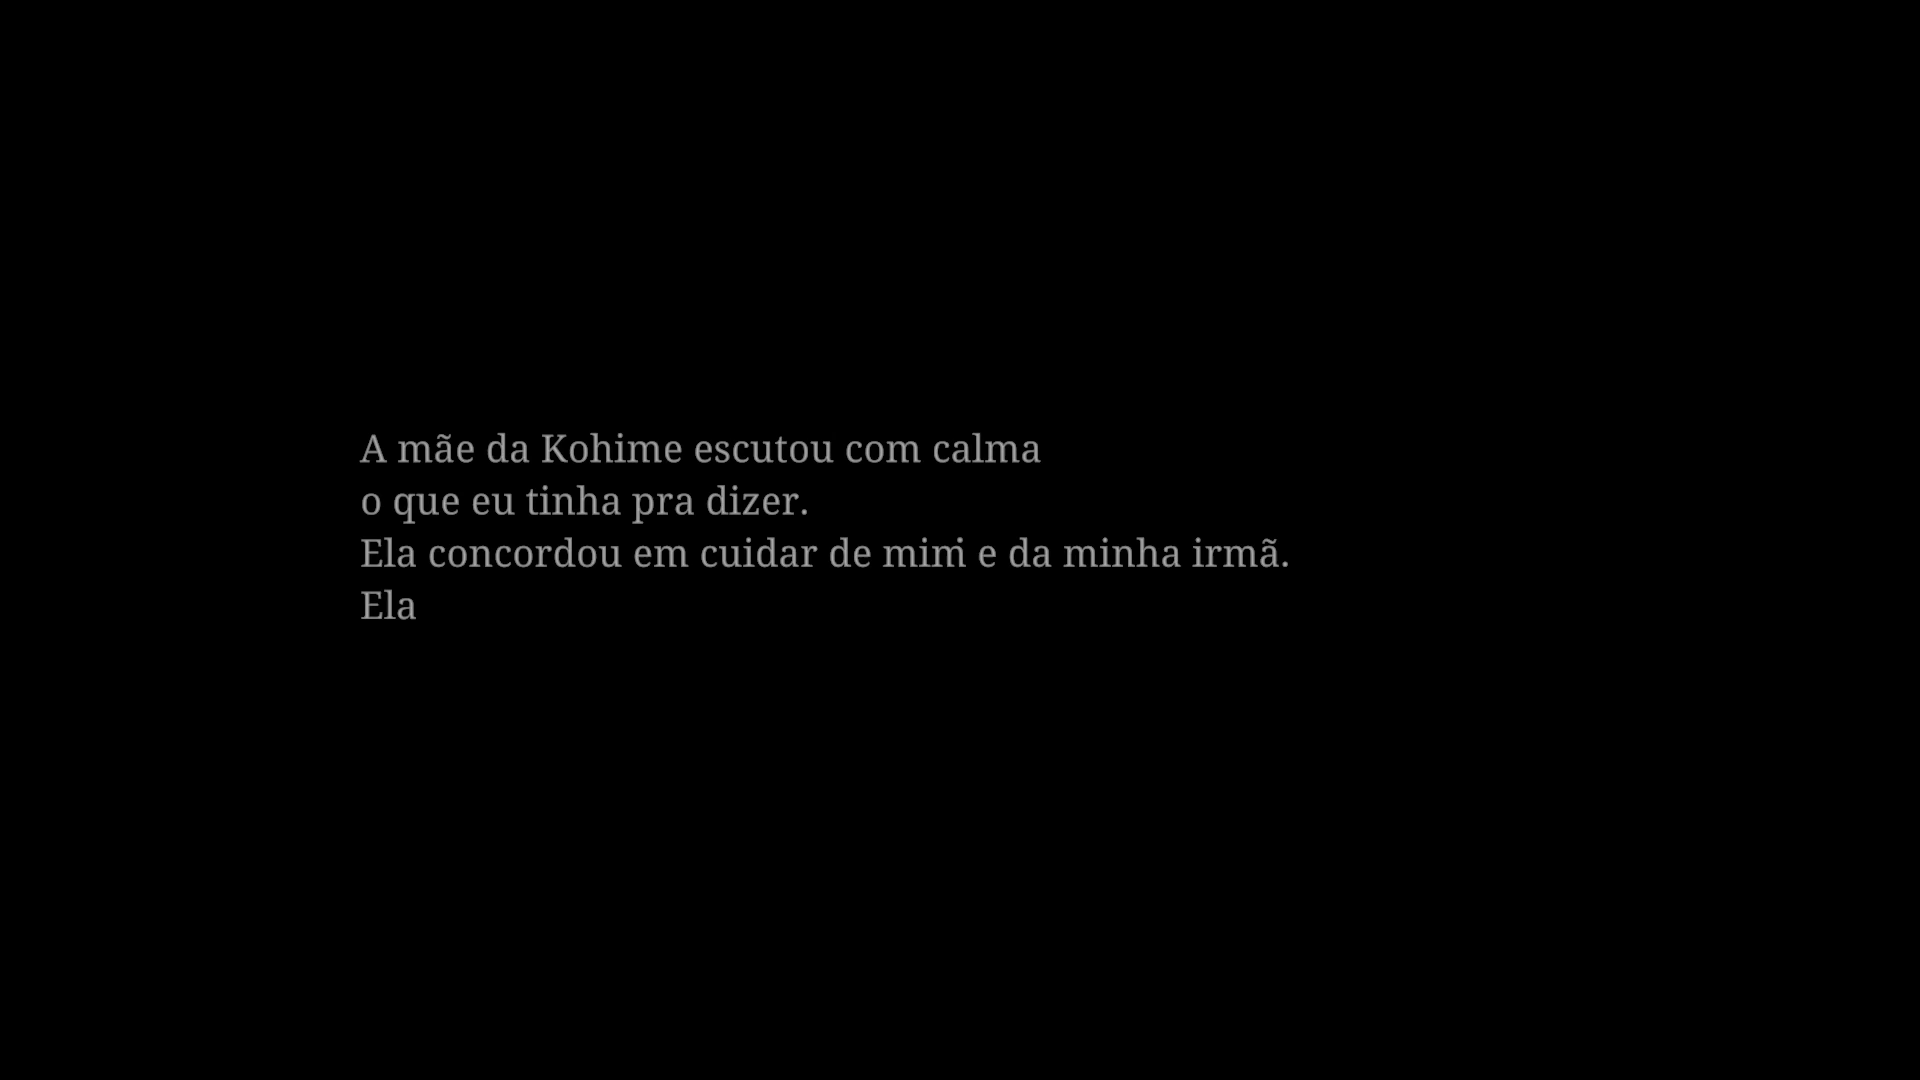 A mãe da Kohime escutou com calma
o que eu tinha pra dizer.
Ela concordou em cuidar de mim e da minha irmã.
Ela